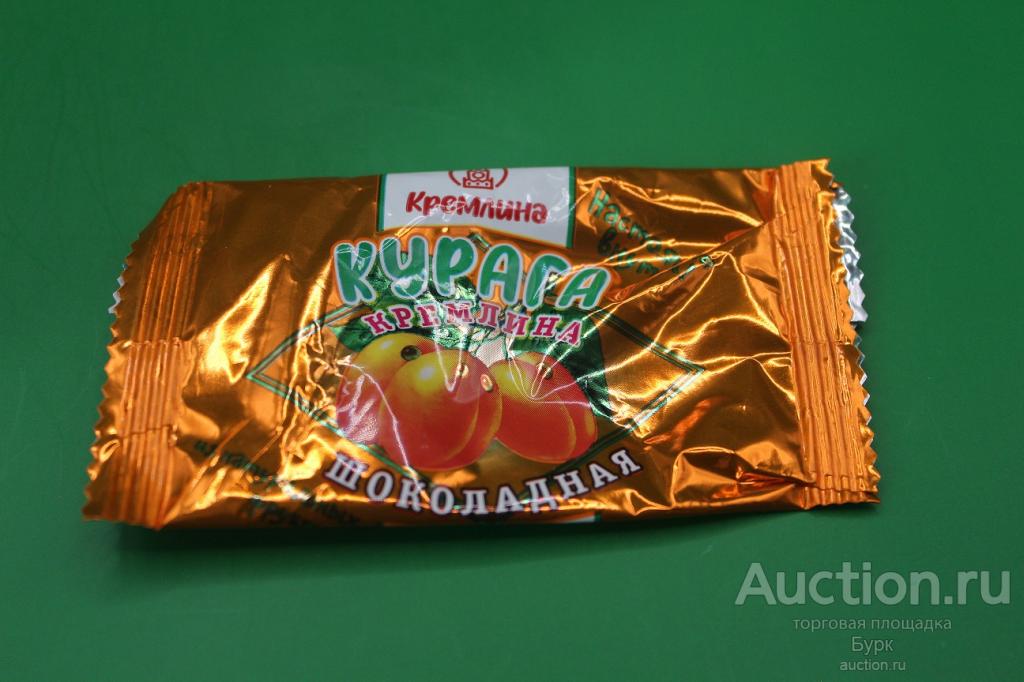 Кремлина
КУРАГА
КРЕМЛИНА
ШОКОЛАДНАЯ
Auction.ru
торговая площадка
Бурк
auction.ru